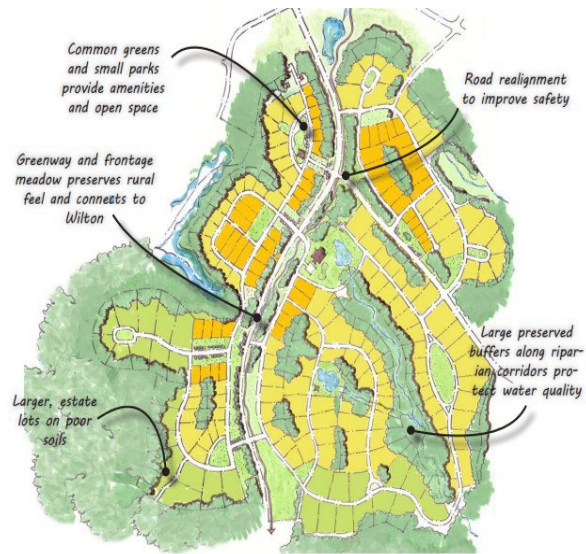 Common greens
and small parks
provide amenities
and open space
Road realignment
to improve safety
Greenway and frontage
meadow preserves rural
feel and connects to
Wilton
Large preserved
buffers along ripar-
ian corridors pro-
tect water quality
Larger, estate
lots on poor
soils